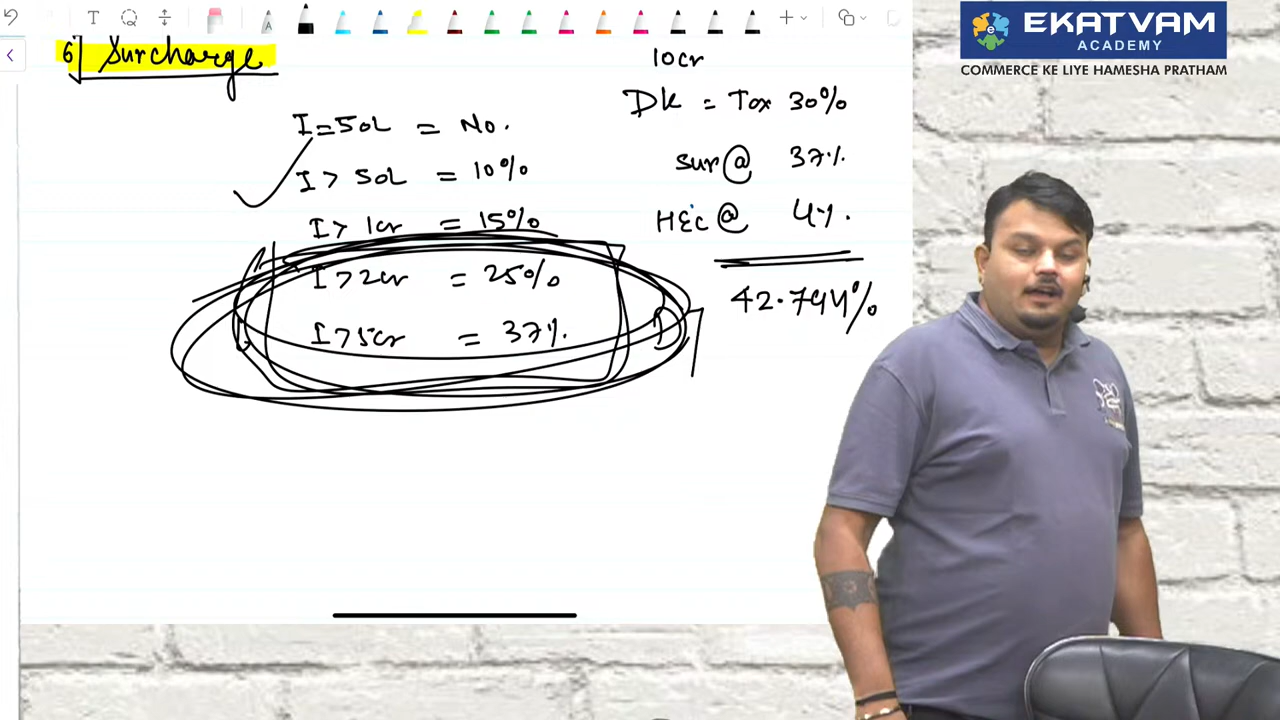 6] Surcharge
I = 50L = No.
I > 50L = 10%
I > 1cr = 15%
I > 2cr = 25%
I > 5cr = 37%.
10cr
DK = Tax 30%
Sur@ 37%.
HEC @ 4%.
42.744%
EKATVAM
ACADEMY
COMMERCE KE LIYE HAMESHA PRATHAM